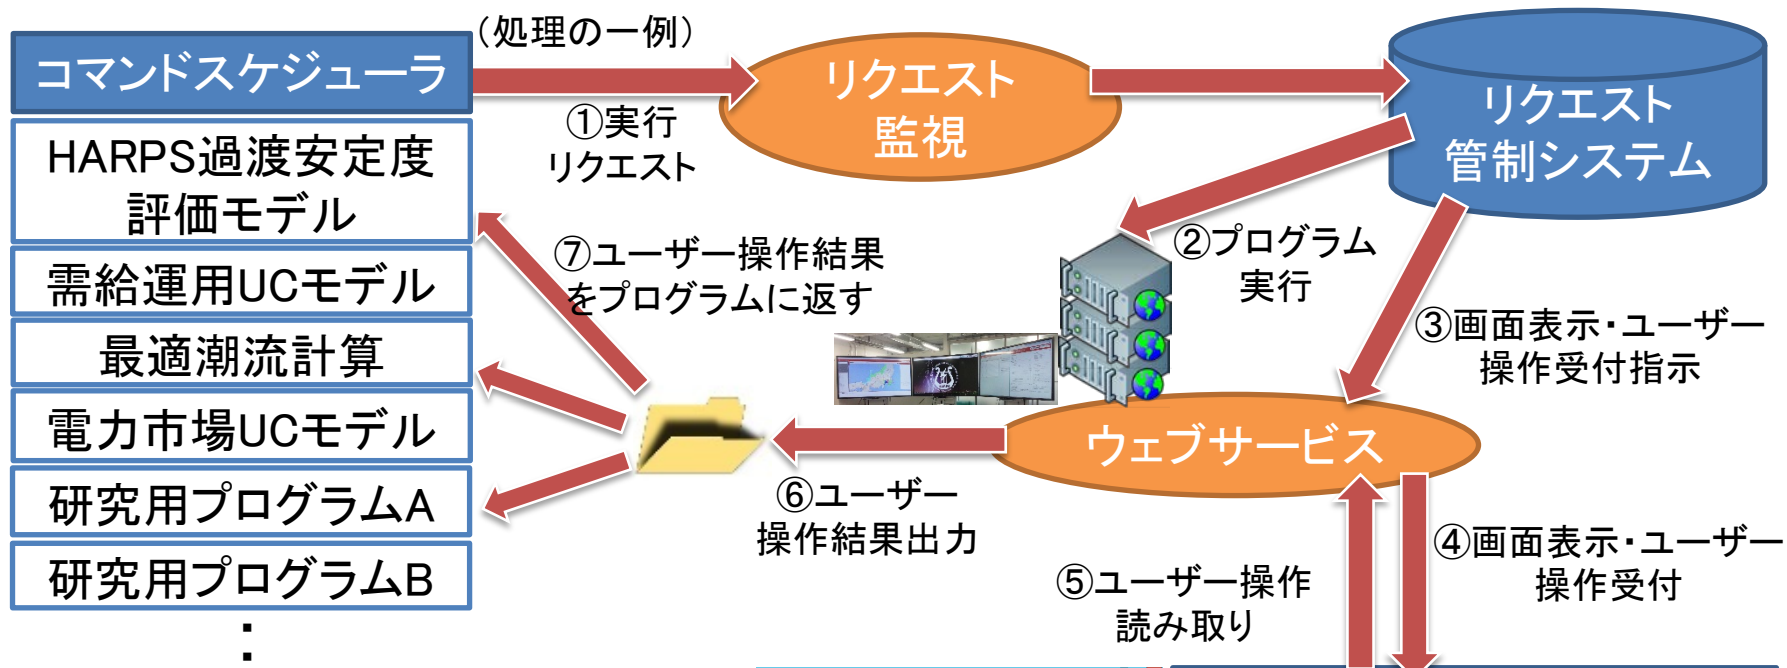 (処理の一例)
コマンドスケジューラ
HARPS過渡安定度
評価モデル
需給運用UCモデル
最適潮流計算
電力市場UCモデル
研究用プログラムA
研究用プログラムB
:
①実行
リクエスト
リクエスト
監視
リクエスト
管制システム
②プログラム
実行
③画面表示・ユーザー
操作受付指示
ウェブサービス
④画面表示・ユーザー
操作受付
⑤ユーザー操作
読み取り
⑥ユーザー
操作結果出力
⑦ユーザー操作結果
をプログラムに返す